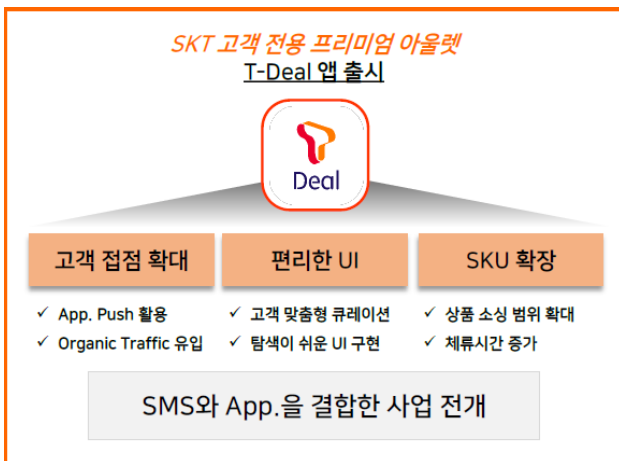 SKT 고객 전용 프리미엄 아울렛
T-Deal 앱 출시
Deal
고객 접점 확대
✓ App. Push 활용
✓ Organic Traffic 유입
편리한 UI
✓ 고객 맞춤형 큐레이션
✓ 탐색이 쉬운 UI 구현
SKU 확장
✓ 상품 소싱 범위 확대
✓ 체류시간 증가
SMS와 App.을 결합한 사업 전개